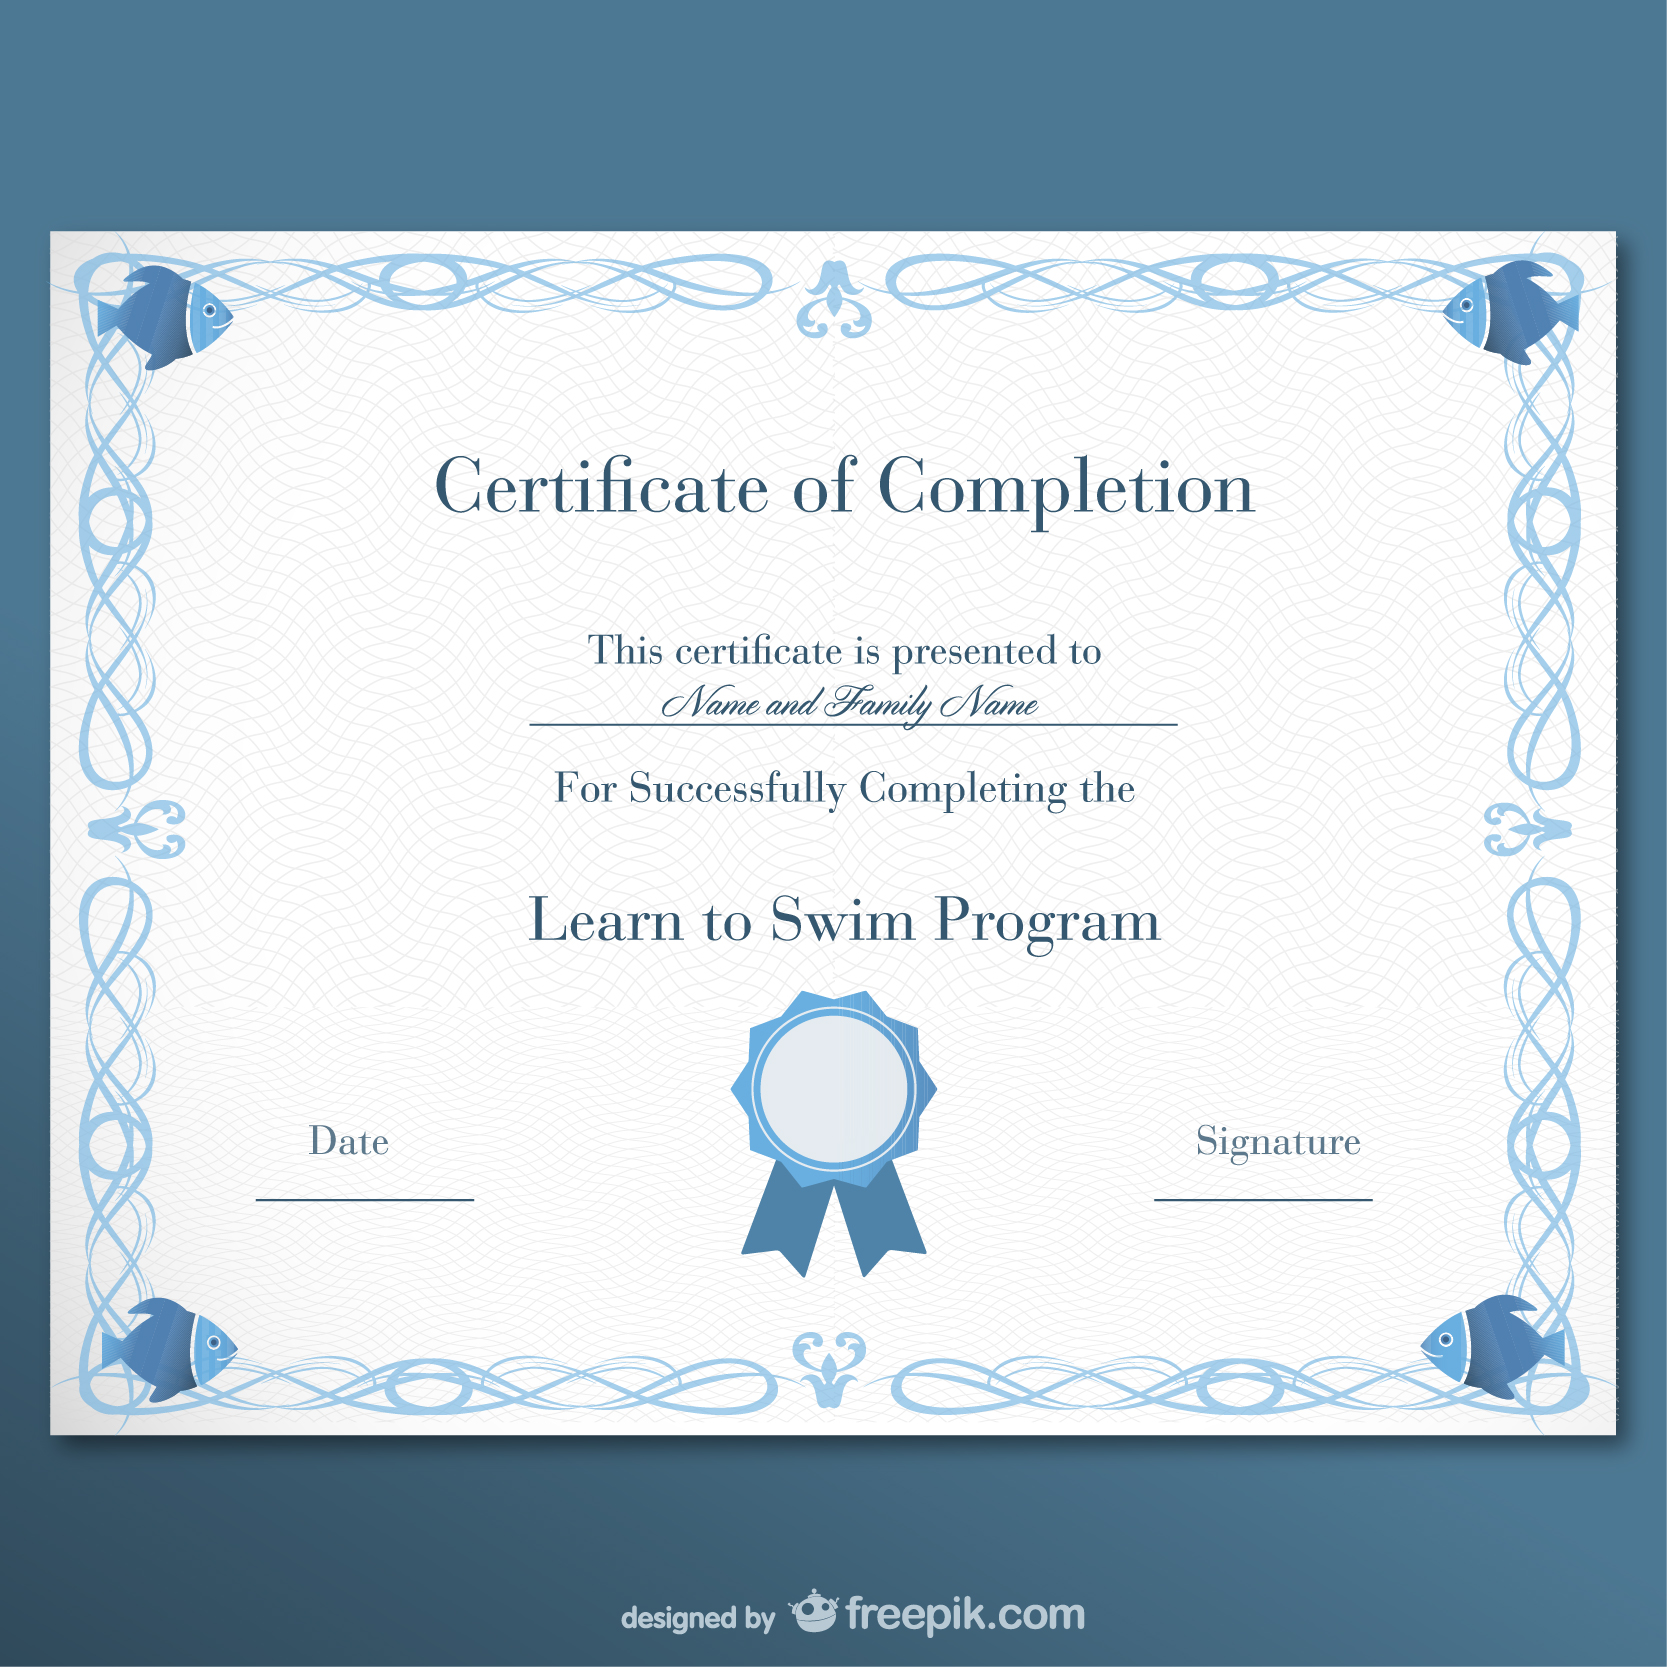 Certificate of Completion
This certificate is presented to
Name and Family Name
For Successfully Completing the
Learn to Swim Program
Date
Signature
designed by freepik.com